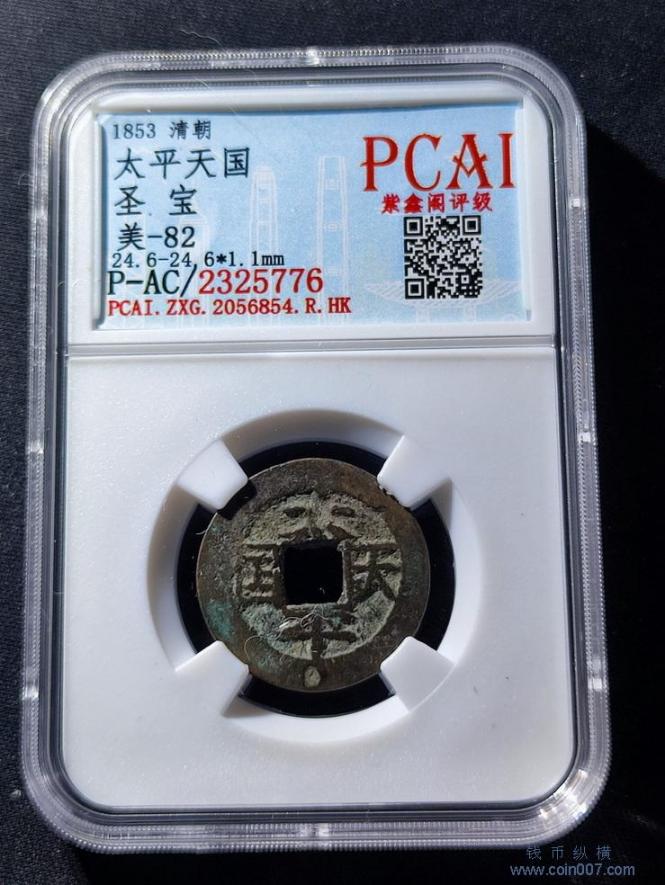 1853 清朝
太平天国
圣 宝
美-82
24.6-24.6*1.1mm
P-AC/2325776
PCAI.ZXG.2056854.R.HK
PCAI
紫鑫阁评级
太
平
天
国
钱币纵横
www.coin007.com